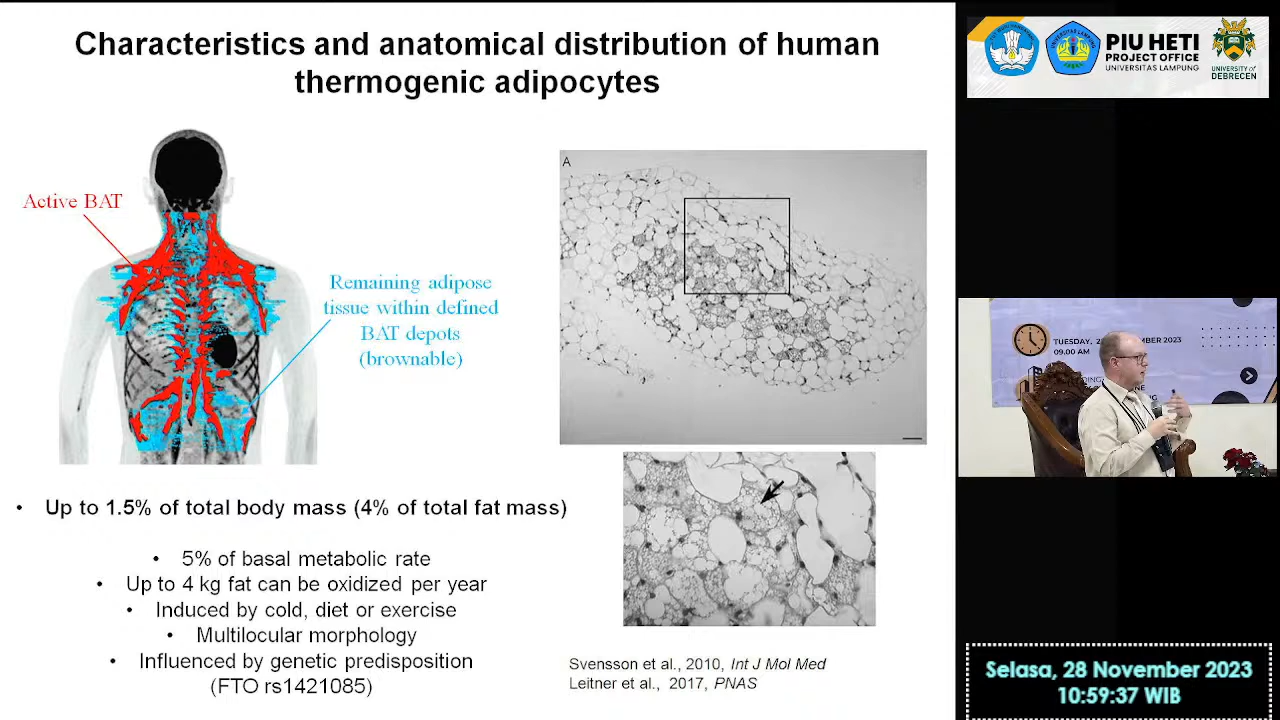 Characteristics and anatomical distribution of human
thermogenic adipocytes
Active BAT
Remaining adipose
tissue within defined
BAT depots
(brownable)
A
• Up to 1.5% of total body mass (4% of total fat mass)
• 5% of basal metabolic rate
• Up to 4 kg fat can be oxidized per year
• Induced by cold, diet or exercise
• Multilocular morphology
• Influenced by genetic predisposition
(FTO rs1421085)
Svensson et al., 2010, Int J Mol Med
Leitner et al., 2017, PNAS
PIU HETI
PROJECT OFFICE
UNIVERSITAS LAMPUNG
UNIVERSITY of
DEBRECEN
TUESDAY, 2 2023
09.00 AM
Selasa, 28 November 2023
10:59:37 WIB